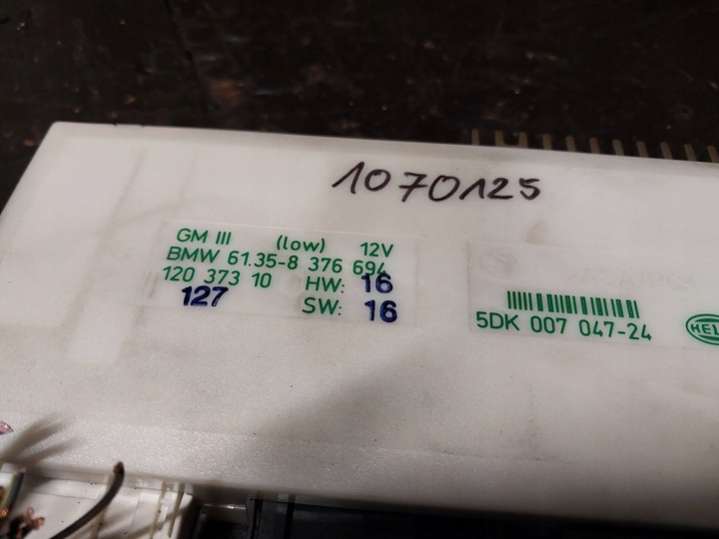 1070125
GM III (low) 12V
BMW 61.35-8 376 694
120 373 10 HW: 16
127 SW: 16
5DK 007 047-24
HEL